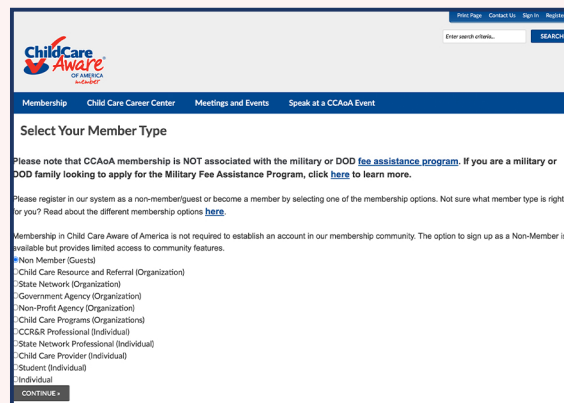 Print Page Contact Us Sign In Registe
Enter search criteria... SEARCH
ChildCare
Aware
OF AMERICA
member
Membership Child Care Career Center Meetings and Events Speak at a CCAoA Event
Select Your Member Type
Please note that CCAoA membership is NOT associated with the military or DOD fee assistance program. If you are a military or
DOD family looking to apply for the Military Fee Assistance Program, click here to learn more.
Please register in our system as a non-member/guest or become a member by selecting one of the membership options. Not sure what member type is right
for you? Read about the different membership options here.
Membership in Child Care Aware of America is not required to establish an account in our membership community. The option to sign up as a Non-Member is
available but provides limited access to community features.
Non Member (Guests)
Child Care Resource and Referral (Organization)
State Network (Organization)
Government Agency (Organization)
Non-Profit Agency (Organization)
Child Care Programs (Organizations)
CCR&R Professional (Individual)
State Network Professional (Individual)
Child Care Provider (Individual)
Student (Individual)
Individual
CONTINUE »